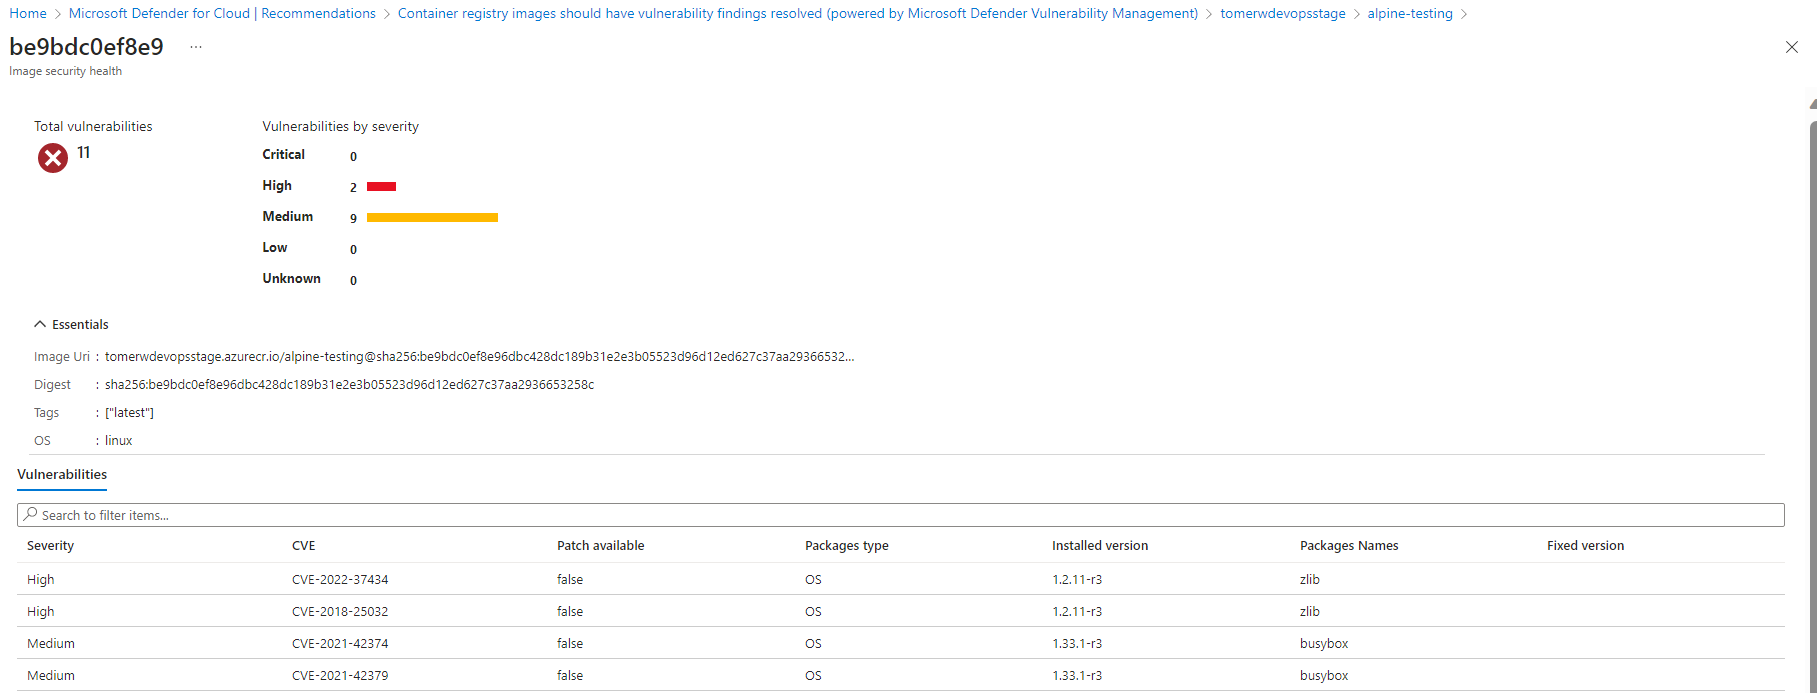 Home > Microsoft Defender for Cloud | Recommendations > Container registry images should have vulnerability findings resolved (powered by Microsoft Defender Vulnerability Management) > tomerwdevopsstage > alpine-testing >
be9bdc0ef8e9 ...
Image security health
Total vulnerabilities
11
Vulnerabilities by severity
Critical 0
High 2
Medium 9
Low 0
Unknown 0
Essentials
Image Uri : tomerwdevopsstage.azurecr.io/alpine-testing@sha256:be9bdc0ef8e96dbc428dc189b31e2e3b05523d96d12ed627c37aa29366532...
Digest : sha256:be9bdc0ef8e96dbc428dc189b31e2e3b05523d96d12ed627c37aa2936653258c
Tags : ["latest"]
OS : linux
Vulnerabilities
Search to filter items...
Severity CVE Patch available Packages type Installed version Packages Names Fixed version
High CVE-2022-37434 false OS 1.2.11-r3 zlib
High CVE-2018-25032 false OS 1.2.11-r3 zlib
Medium CVE-2021-42374 false OS 1.33.1-r3 busybox
Medium CVE-2021-42379 false OS 1.33.1-r3 busybox